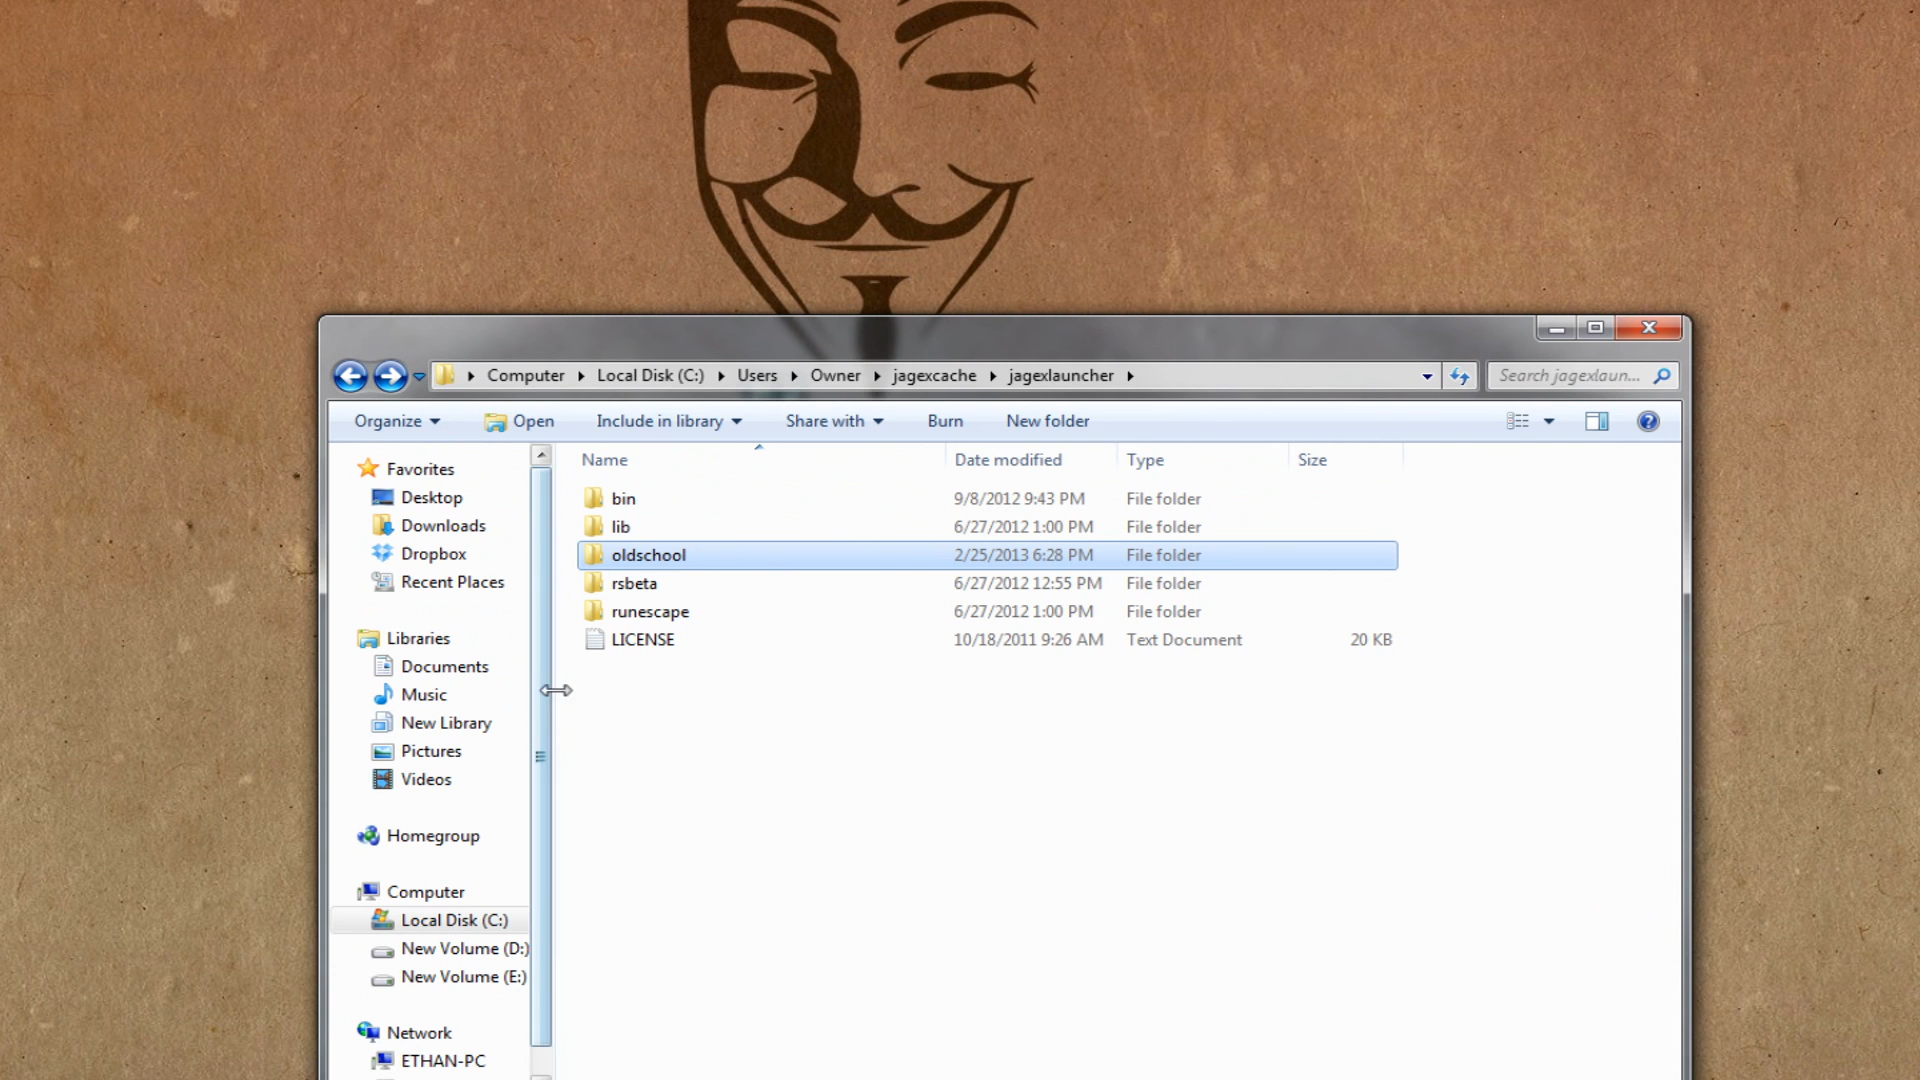 Computer Local Disk (C:) Users Owner jagexcache jagexlauncher
Search jagexlaun...
Organize Open Include in library Share with Burn New folder
Name Date modified Type Size
Favorites
Desktop
Downloads
Dropbox
Recent Places
Libraries
Documents
Music
New Library
Pictures
Videos
Homegroup
Computer
Local Disk (C:)
New Volume (D:)
New Volume (E:)
Network
ETHAN-PC
bin 9/8/2012 9:43 PM File folder
lib 6/27/2012 1:00 PM File folder
oldschool 2/25/2013 6:28 PM File folder
rsbeta 6/27/2012 12:55 PM File folder
runescape 6/27/2012 1:00 PM File folder
LICENSE 10/18/2011 9:26 AM Text Document 20 KB